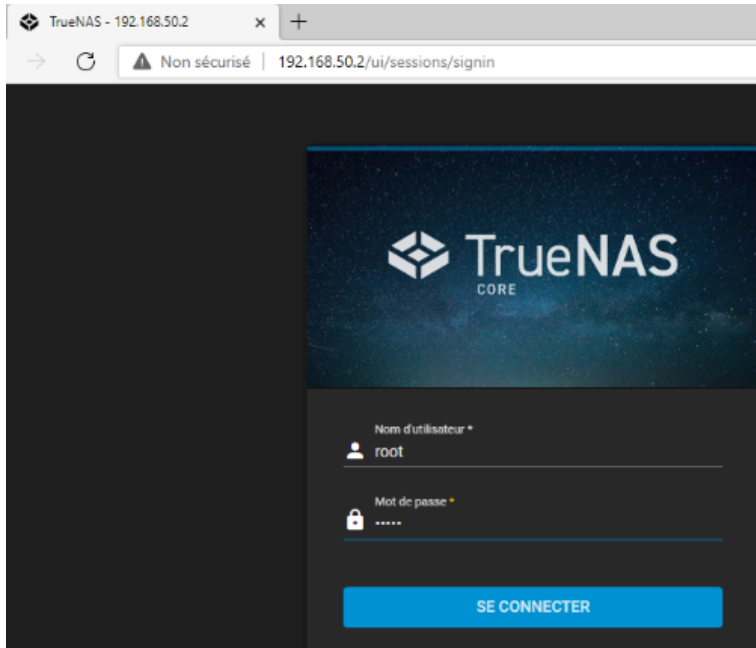 TrueNAS - 192.168.50.2
Non sécurisé | 192.168.50.2/ui/sessions/signin
TrueNAS
CORE
Nom d'utilisateur *
root
Mot de passe *
•••••
SE CONNECTER